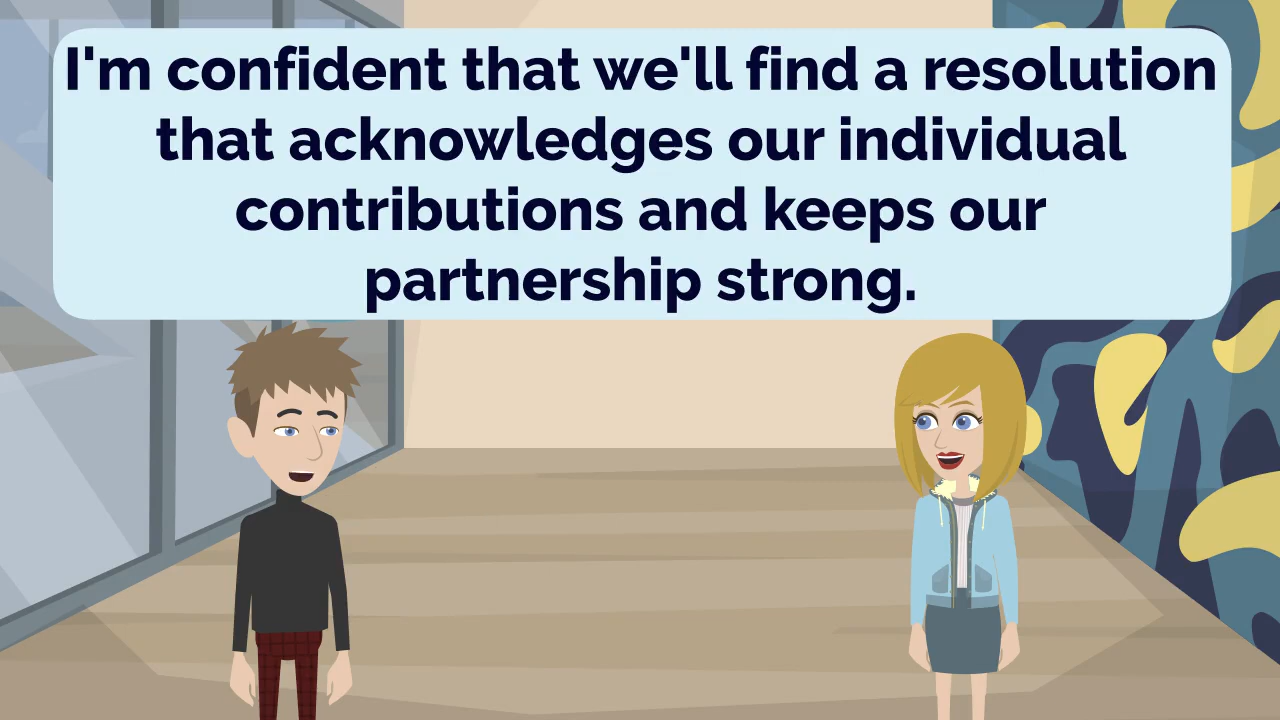 I'm confident that we'll find a resolution
that acknowledges our individual
contributions and keeps our
partnership strong.